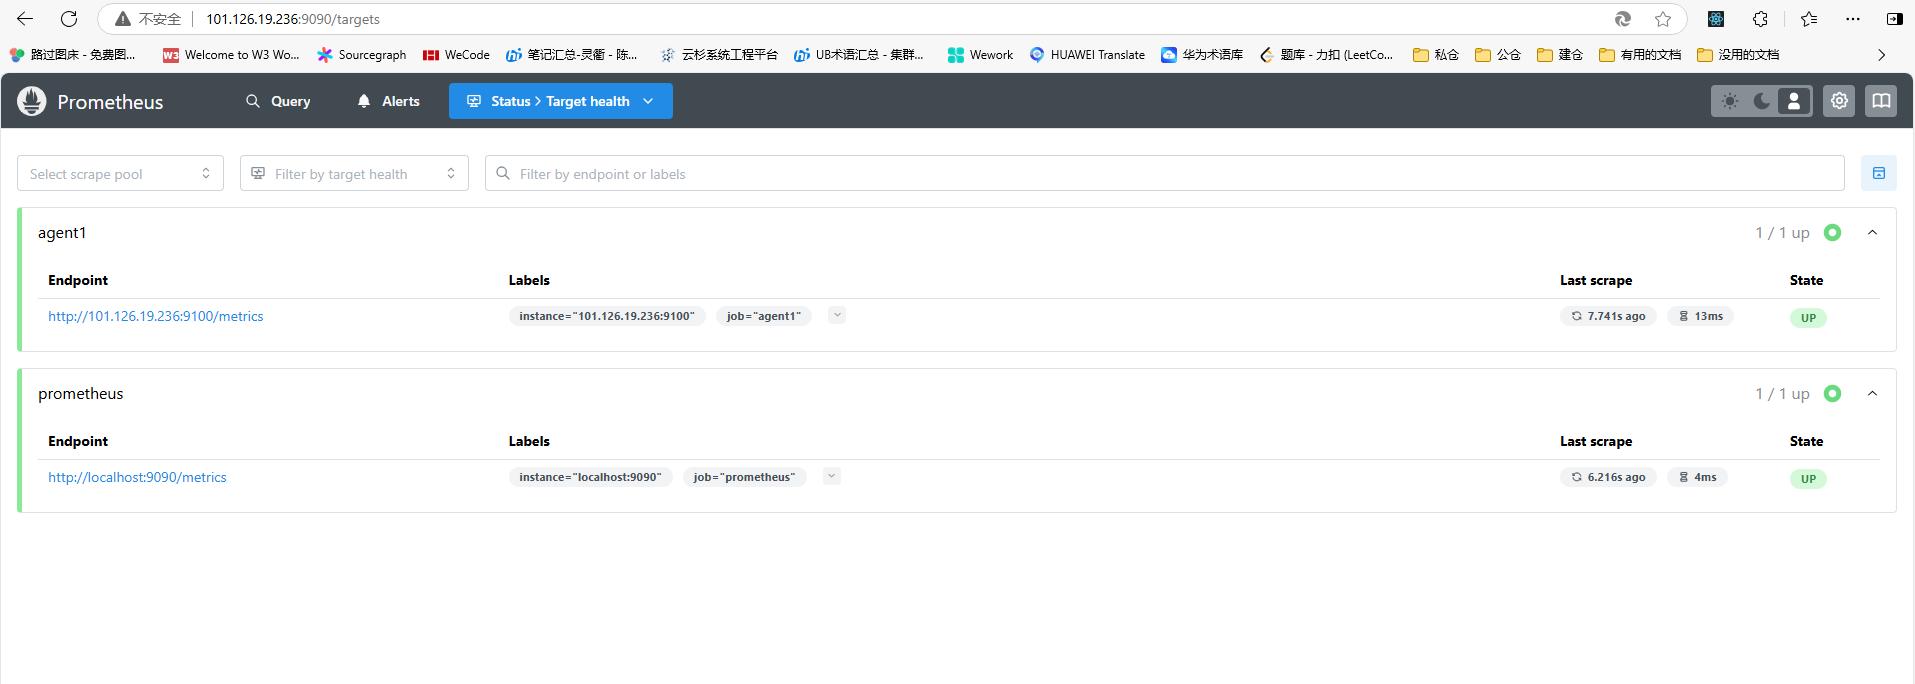 不安全 101.126.19.236:9090/targets
路过图床 - 免费图... Welcome to W3 Wo... Sourcegraph WeCode 笔记汇总-灵衢 - 陈... 云杉系统工程平台 UB术语汇总 - 集群... Wework HUAWEI Translate 华为术语库 题库 - 力扣 (LeetCo... 私仓 公仓 建仓 有用的文档 没用的文档
Prometheus Query Alerts Status > Target health
Select scrape pool Filter by target health Filter by endpoint or labels
agent1 1 / 1 up
Endpoint Labels Last scrape State
http://101.126.19.236:9100/metrics instance="101.126.19.236:9100" job="agent1" 7.741s ago 13ms UP
prometheus 1 / 1 up
Endpoint Labels Last scrape State
http://localhost:9090/metrics instance="localhost:9090" job="prometheus" 6.216s ago 4ms UP